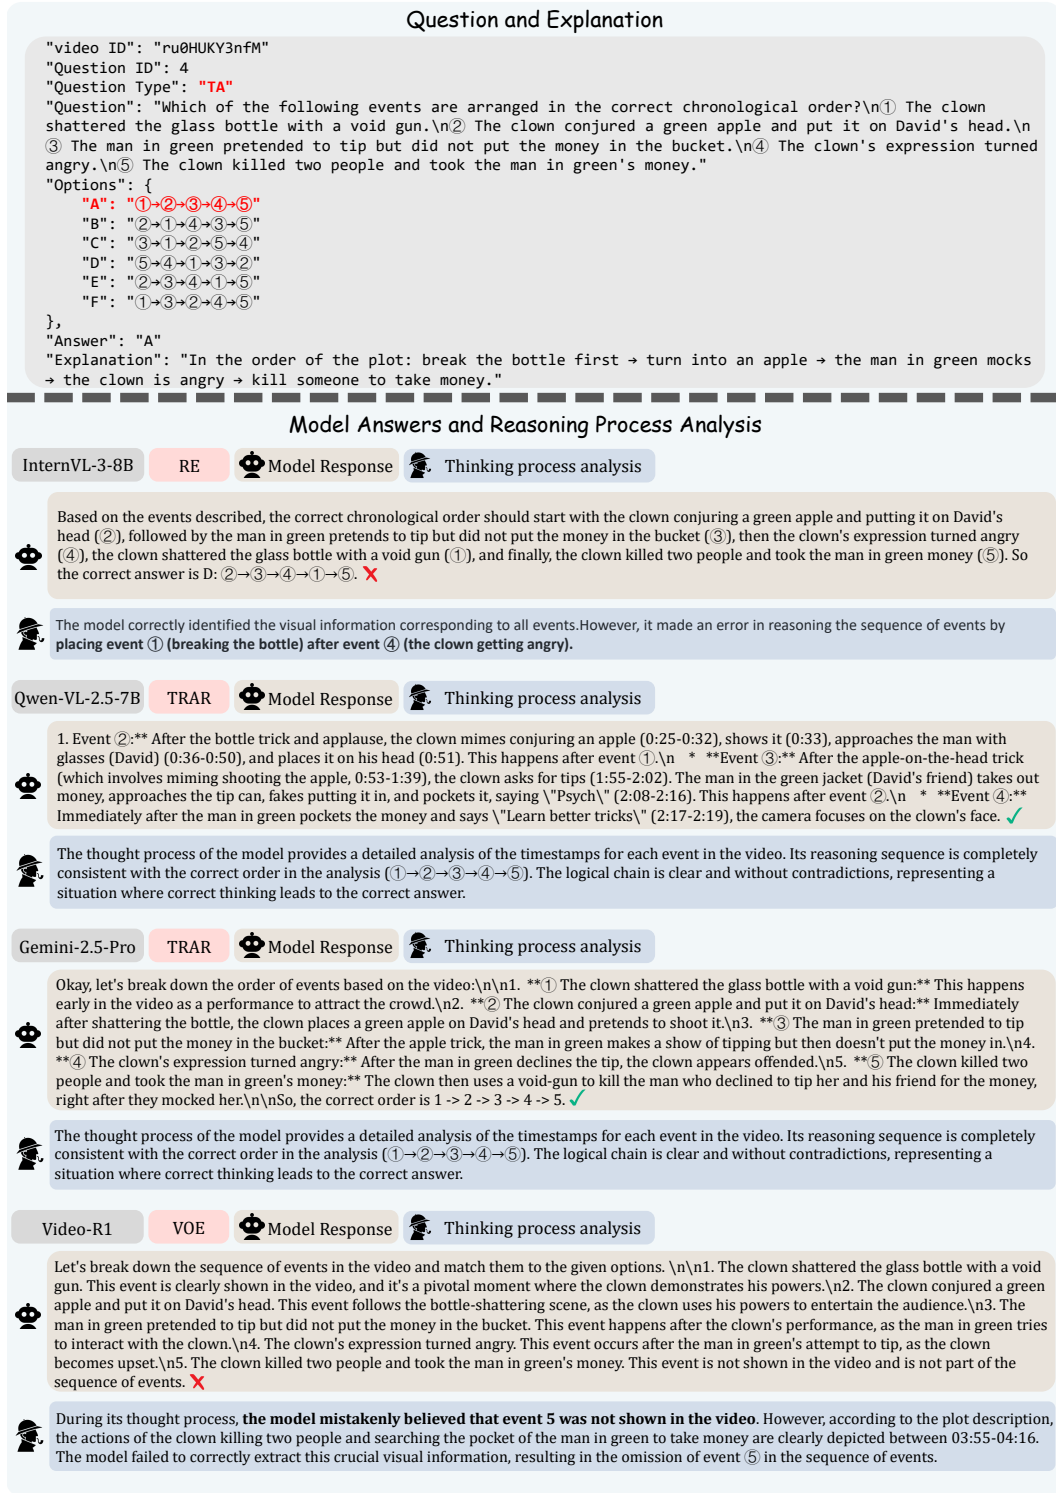 Question and Explanation
"video ID": "ru0HUKY3nfM"
"Question ID": 4
"Question Type": "TA"
"Question": "Which of the following events are arranged in the correct chronological order?\n① The clown
shattered the glass bottle with a void gun.\n② The clown conjured a green apple and put it on David's head.\n
③ The man in green pretended to tip but did not put the money in the bucket.\n④ The clown's expression turned
angry.\n⑤ The clown killed two people and took the man in green's money."
"Options": {
"A": "①→②→③→④→⑤"
"B": "②→①→④→③→⑤"
"C": "③→①→②→⑤→④"
"D": "⑤→④→①→③→②"
"E": "②→③→④→①→⑤"
"F": "①→③→②→④→⑤"
},
"Answer": "A"
"Explanation": "In the order of the plot: break the bottle first → turn into an apple → the man in green mocks
→ the clown is angry → kill someone to take money."
Model Answers and Reasoning Process Analysis
InternVL-3-8B RE Model Response Thinking process analysis
Based on the events described, the correct chronological order should start with the clown conjuring a green apple and putting it on David's
head (②), followed by the man in green pretends to tip but did not put the money in the bucket (③), then the clown's expression turned angry
(④), the clown shattered the glass bottle with a void gun (①), and finally, the clown killed two people and took the man in green money (⑤). So
the correct answer is D: ②→③→④→①→⑤. ✗
The model correctly identified the visual information corresponding to all events.However, it made an error in reasoning the sequence of events by
placing event ① (breaking the bottle) after event ④ (the clown getting angry).
Qwen-VL-2.5-7B TRAR Model Response Thinking process analysis
1. Event ②:** After the bottle trick and applause, the clown mimes conjuring an apple (0:25-0:32), shows it (0:33), approaches the man with
glasses (David) (0:36-0:50), and places it on his head (0:51). This happens after event ①.\n * **Event ③:** After the apple-on-the-head trick
(which involves miming shooting the apple, 0:53-1:39), the clown asks for tips (1:55-2:02). The man in the green jacket (David's friend) takes out
money, approaches the tip can, fakes putting it in, and pockets it, saying \"Psych\" (2:08-2:16). This happens after event ②.\n * **Event ④:**
Immediately after the man in green pockets the money and says \"Learn better tricks\" (2:17-2:19), the camera focuses on the clown's face. ✓
The thought process of the model provides a detailed analysis of the timestamps for each event in the video. Its reasoning sequence is completely
consistent with the correct order in the analysis (①→②→③→④→⑤). The logical chain is clear and without contradictions, representing a
situation where correct thinking leads to the correct answer.
Gemini-2.5-Pro TRAR Model Response Thinking process analysis
Okay, let's break down the order of events based on the video:\n\n1. **① The clown shattered the glass bottle with a void gun:** This happens
early in the video as a performance to attract the crowd.\n2. **② The clown conjured a green apple and put it on David's head:** Immediately
after shattering the bottle, the clown places a green apple on David's head and pretends to shoot it.\n3. **③ The man in green pretended to tip
but did not put the money in the bucket:** After the apple trick, the man in green makes a show of tipping but then doesn't put the money in.\n4.
**④ The clown's expression turned angry:** After the man in green declines the tip, the clown appears offended.\n5. **⑤ The clown killed two
people and took the man in green's money:** The clown then uses a void-gun to kill the man who declined to tip her and his friend for the money,
right after they mocked her.\n\nSo, the correct order is 1 -> 2 -> 3 -> 4 -> 5. ✓
The thought process of the model provides a detailed analysis of the timestamps for each event in the video. Its reasoning sequence is completely
consistent with the correct order in the analysis (①→②→③→④→⑤). The logical chain is clear and without contradictions, representing a
situation where correct thinking leads to the correct answer.
Video-R1 VOE Model Response Thinking process analysis
Let's break down the sequence of events in the video and match them to the given options. \n\n1. The clown shattered the glass bottle with a void
gun. This event is clearly shown in the video, and it's a pivotal moment where the clown demonstrates his powers.\n2. The clown conjured a green
apple and put it on David's head. This event follows the bottle-shattering scene, as the clown uses his powers to entertain the audience.\n3. The
man in green pretended to tip but did not put the money in the bucket. This event happens after the clown's performance, as the man in green tries
to interact with the clown.\n4. The clown's expression turned angry. This event occurs after the man in green's attempt to tip, as the clown
becomes upset.\n5. The clown killed two people and took the man in green's money. This event is not shown in the video and is not part of the
sequence of events. ✗
During its thought process, the model mistakenly believed that event 5 was not shown in the video. However, according to the plot description,
the actions of the clown killing two people and searching the pocket of the man in green to take money are clearly depicted between 03:55-04:16.
The model failed to correctly extract this crucial visual information, resulting in the omission of event ⑤ in the sequence of events.